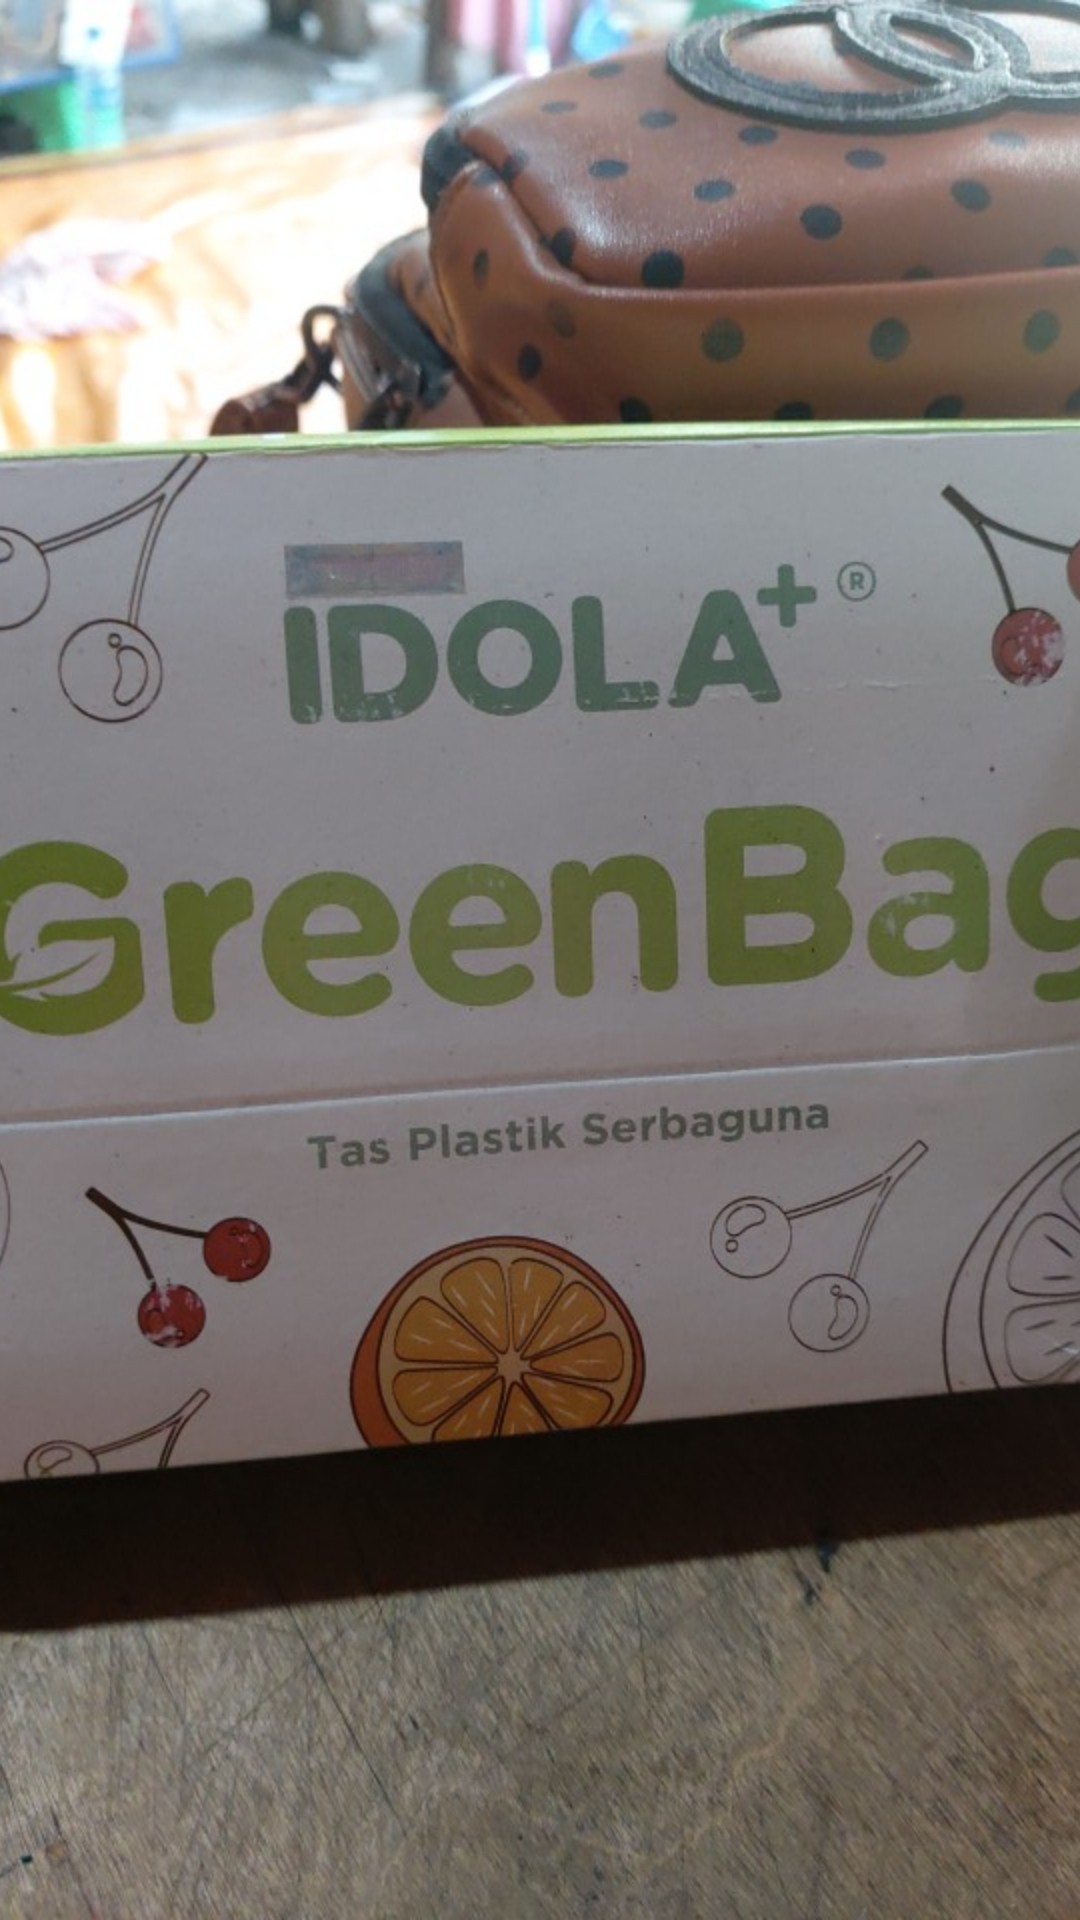 IDOLA+ ®
GreenBag
Tas Plastik Serbaguna